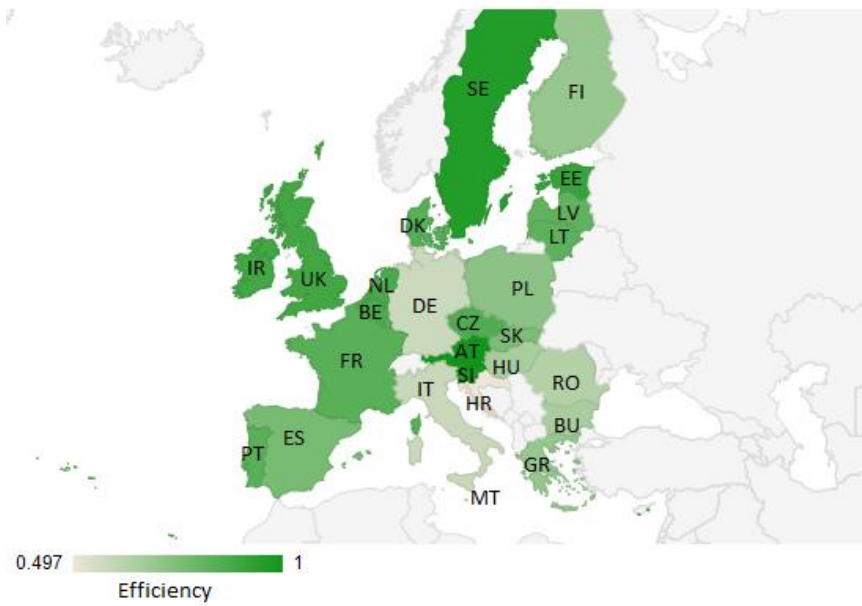 SE
FI
EE
LV
DK
LT
IR
UK
NL
DE
PL
BE
CZ
SK
FR
AT
HU
SI
IT
RO
HR
BU
ES
PT
GR
MT
0.497
1
Efficiency